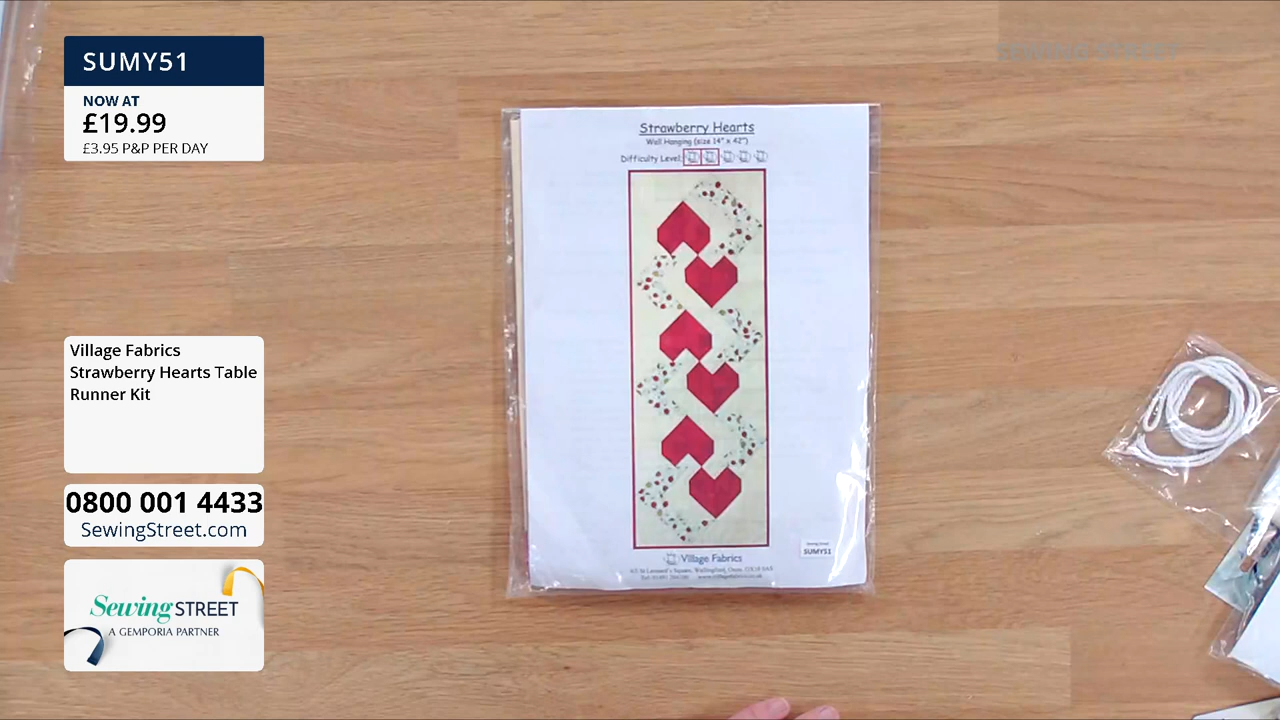 SUMY51
NOW AT
£19.99
£3.95 P&P PER DAY
Village Fabrics
Strawberry Hearts Table
Runner Kit
0800 001 4433
SewingStreet.com
Sewing STREET
A GEMPORIA PARTNER
SEWING STREET
Strawberry Hearts
Wall Hanging (size 14" x 42")
Difficulty Level:
Village Fabrics
SUMY51